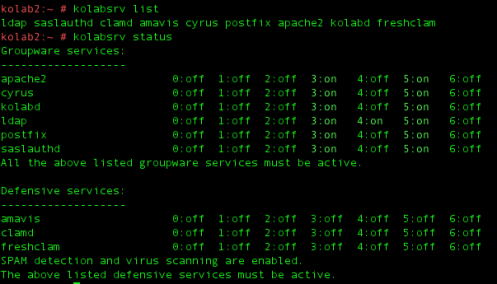 kolab2:~ # kolabsrv list
ldap saslauthd clamd amavis cyrus postfix apache2 kolabd freshclam
kolab2:~ # kolabsrv status
Groupware services:
-------------------
apache2 0:off 1:off 2:off 3:on 4:off 5:on 6:off
cyrus 0:off 1:off 2:off 3:on 4:off 5:on 6:off
kolabd 0:off 1:off 2:off 3:on 4:off 5:on 6:off
ldap 0:off 1:off 2:off 3:on 4:on 5:on 6:off
postfix 0:off 1:off 2:off 3:on 4:off 5:on 6:off
saslauthd 0:off 1:off 2:off 3:on 4:off 5:on 6:off
All the above listed groupware services must be active.
Defensive services:
-------------------
amavis 0:off 1:off 2:off 3:off 4:off 5:off 6:off
clamd 0:off 1:off 2:off 3:off 4:off 5:off 6:off
freshclam 0:off 1:off 2:off 3:off 4:off 5:off 6:off
SPAM detection and virus scanning are enabled.
The above listed defensive services must be active.